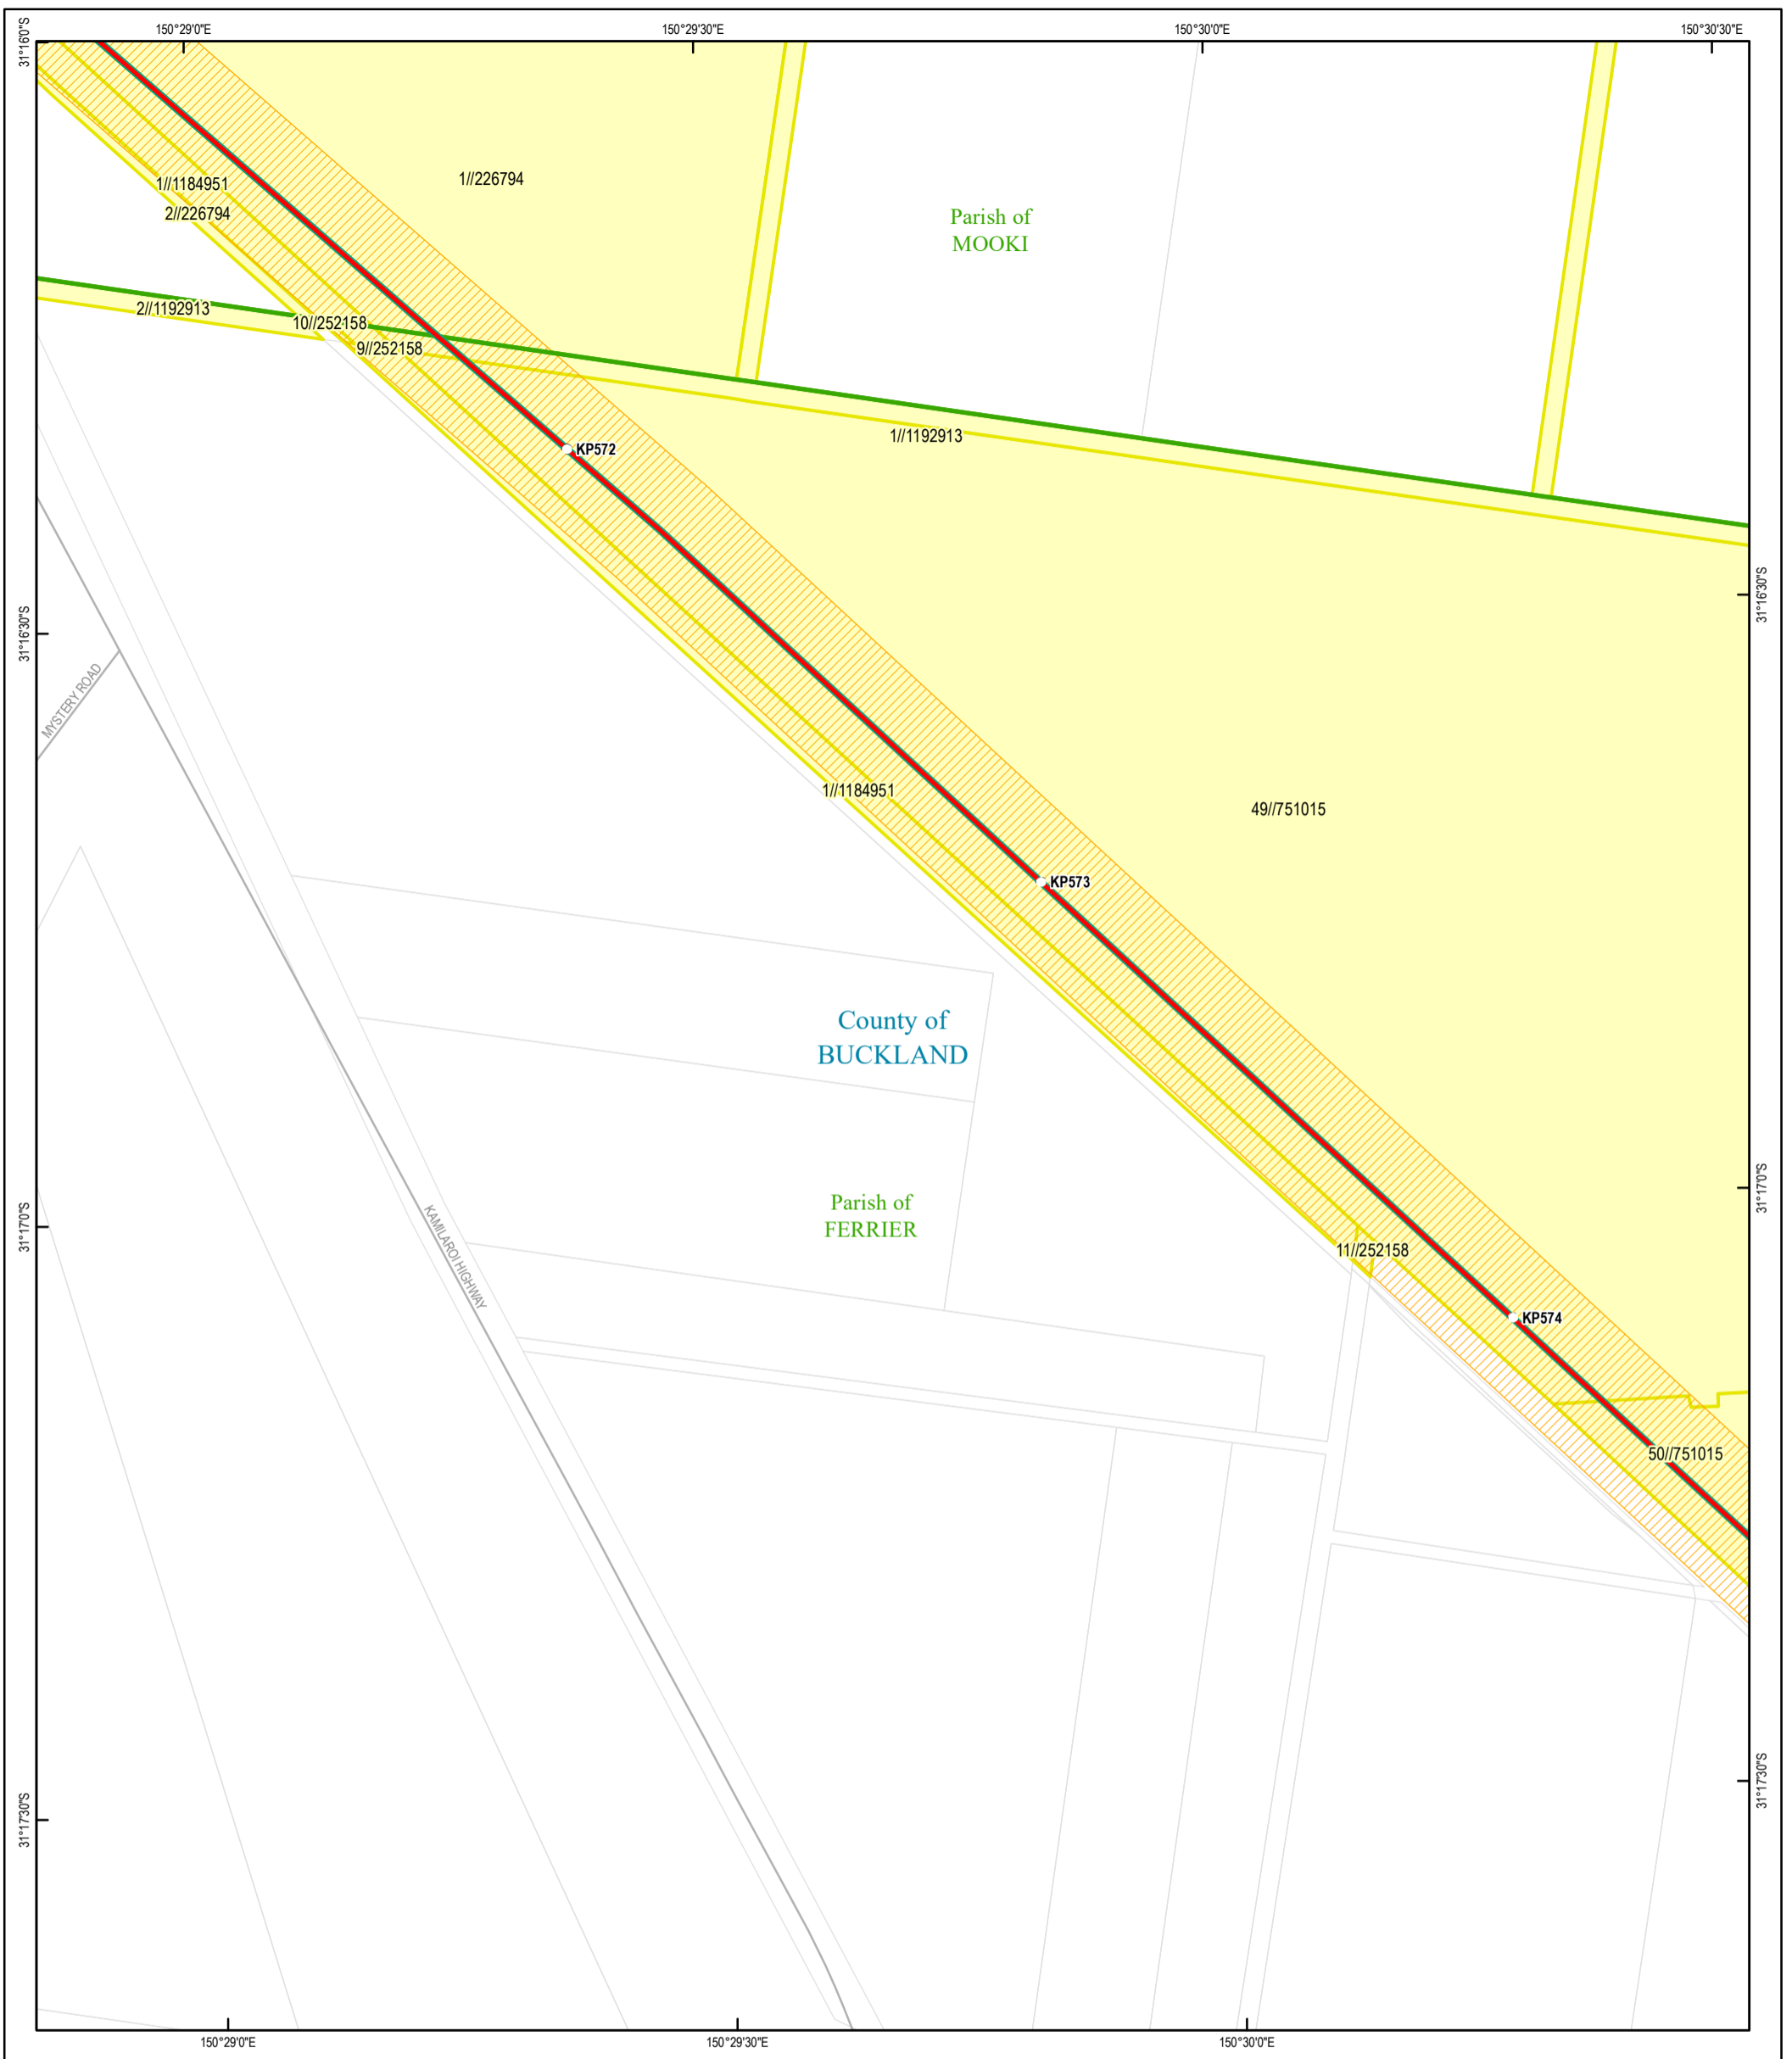 150°29'0"E
150°29'30"E
150°30'0"E
150°30'30"E
31°16'0"S
1//226794
1//1184951
2//226794
Parish of
MOOKI
2//1192913
10//252158
9//252158
1//1192913
KP572
31°16'30"S
31°16'30"S
MYSTERY ROAD
1//1184951
49//751015
KP573
County of
BUCKLAND
Parish of
FERRIER
31°17'0"S
31°17'0"S
KAMILAROI HIGHWAY
11//252158
KP574
50//751015
31°17'30"S
31°17'30"S
150°29'0"E
150°29'30"E
150°30'0"E